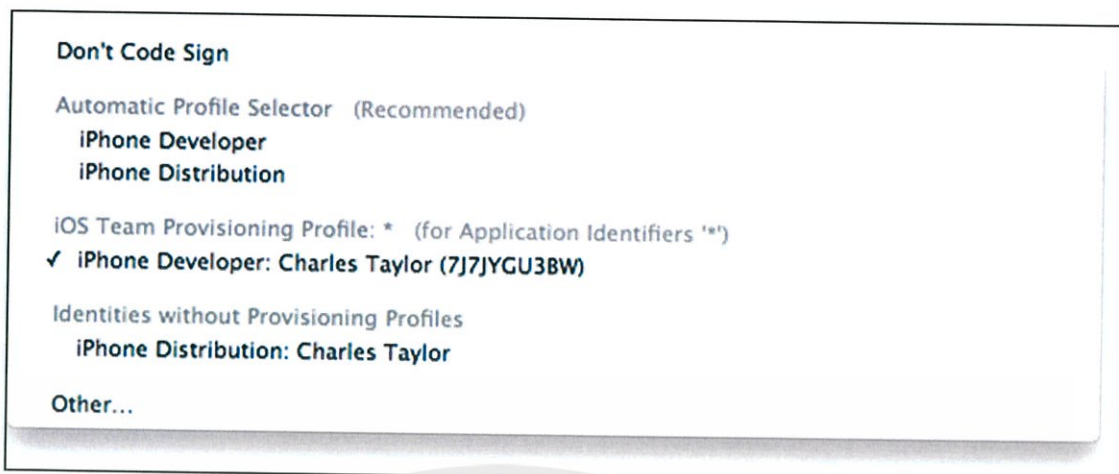 Don't Code Sign
Automatic Profile Selector (Recommended)
iPhone Developer
iPhone Distribution
iOS Team Provisioning Profile: * (for Application Identifiers '*')
✓ iPhone Developer: Charles Taylor (7J7JYGU3BW)
Identities without Provisioning Profiles
iPhone Distribution: Charles Taylor
Other...